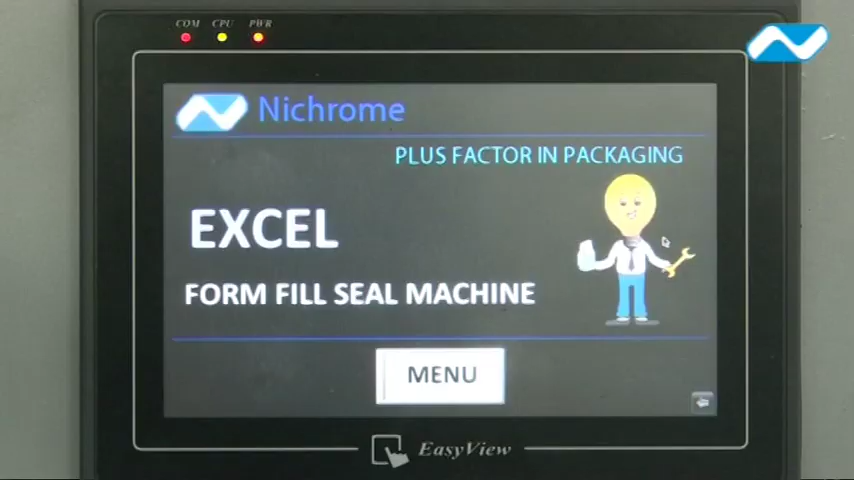 COM CPU PWR
Nichrome
PLUS FACTOR IN PACKAGING
EXCEL
FORM FILL SEAL MACHINE
MENU
EasyView